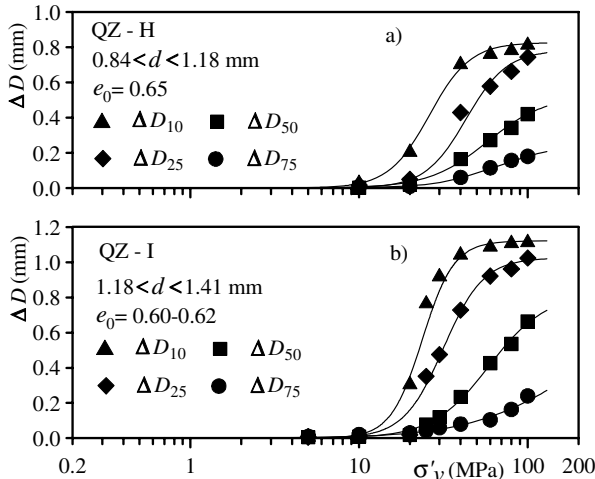 QZ - H
a)
0.84<d<1.18 mm
e₀= 0.65
ΔD₁₀ ΔD₅₀
ΔD₂₅ ΔD₇₅
ΔD (mm)
0.8
0.6
0.4
0.2
0.0
QZ - I
b)
1.18<d<1.41 mm
e₀= 0.60-0.62
ΔD₁₀ ΔD₅₀
ΔD₂₅ ΔD₇₅
ΔD (mm)
1.2
1.0
0.8
0.6
0.4
0.2
0.0
0.2 1 10 100 200
σ'ᵥ (MPa)